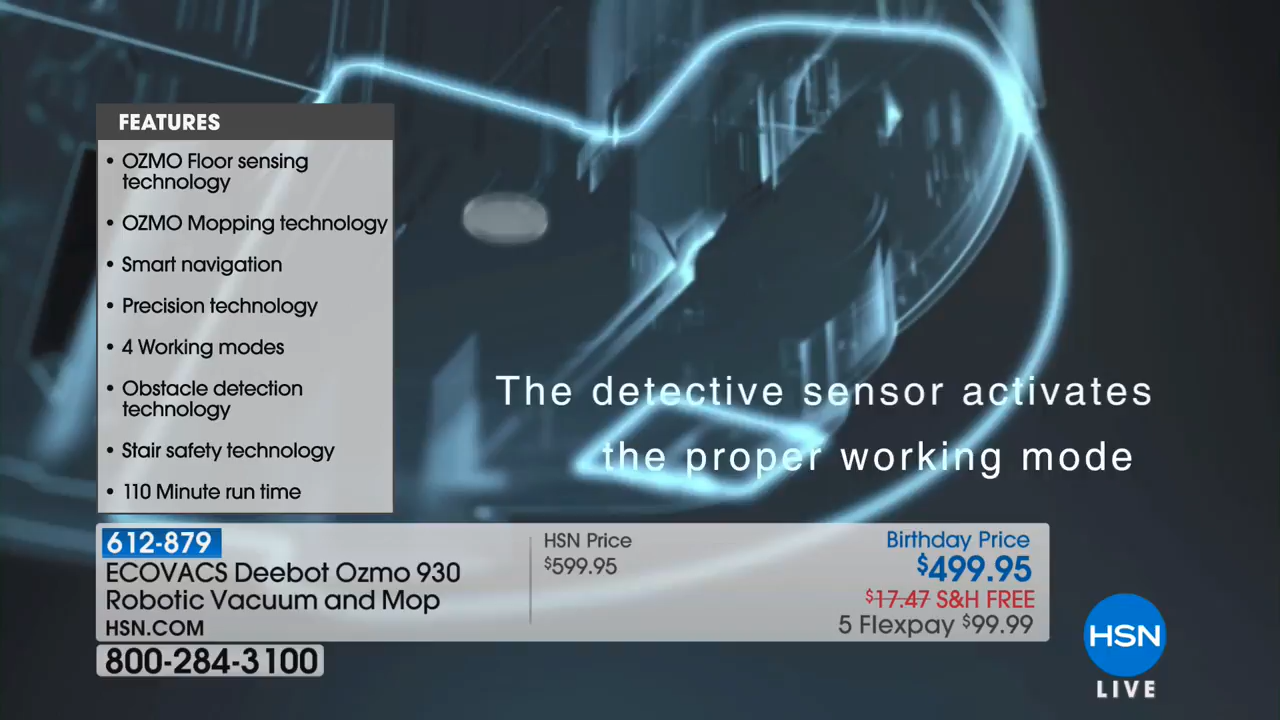 FEATURES
• OZMO Floor sensing
technology
• OZMO Mopping technology
• Smart navigation
• Precision technology
• 4 Working modes
• Obstacle detection
technology
• Stair safety technology
• 110 Minute run time
The detective sensor activates
the proper working mode
612-879
ECOVACS Deebot Ozmo 930
Robotic Vacuum and Mop
HSN.COM
800-284-3100
HSN Price
$599.95
Birthday Price
$499.95
$17.47 S&H FREE
5 Flexpay $99.99
HSN
LIVE